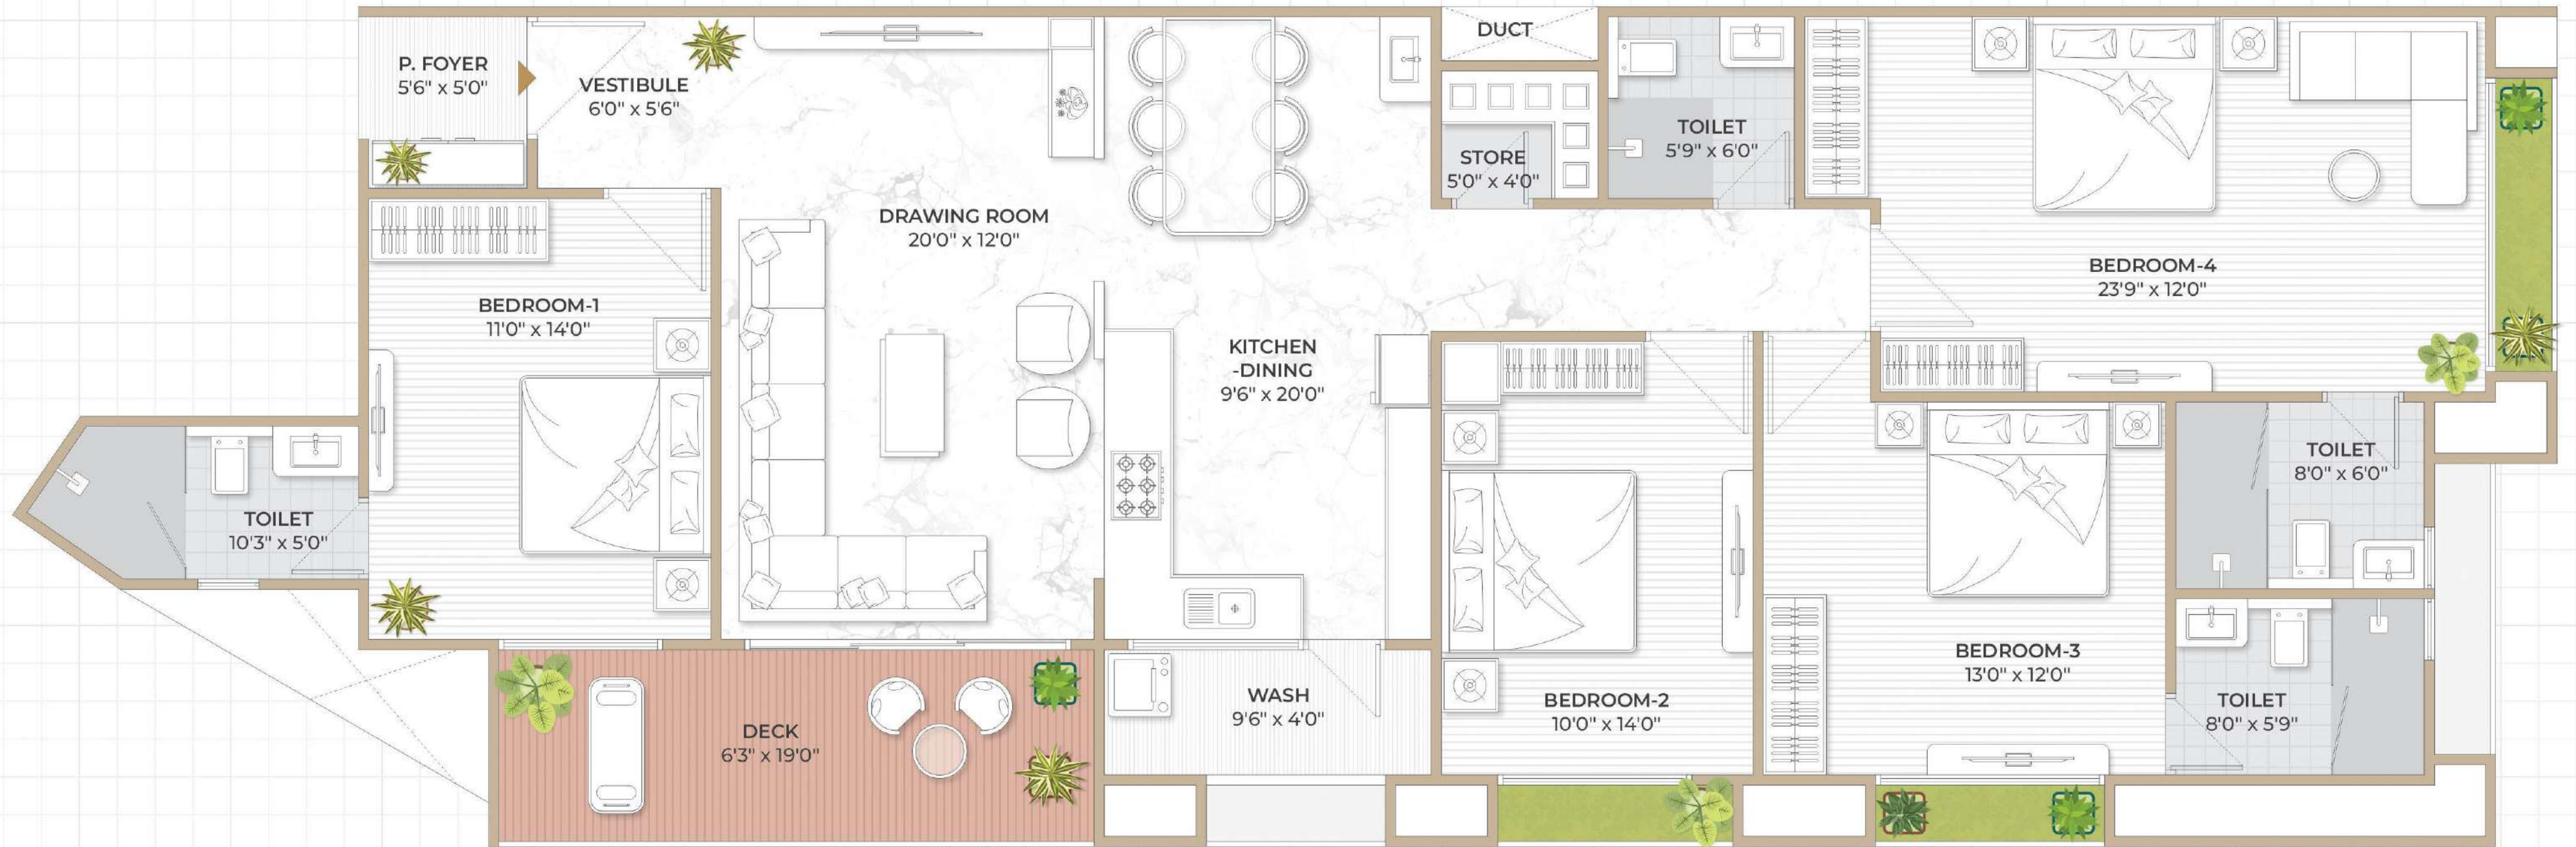 P. FOYER
5'6" x 5'0"
VESTIBULE
6'0" x 5'6"
DRAWING ROOM
20'0" x 12'0"
DUCT
STORE
5'0" x 4'0"
TOILET
5'9" x 6'0"
BEDROOM-4
23'9" x 12'0"
BEDROOM-1
11'0" x 14'0"
KITCHEN
-DINING
9'6" x 20'0"
TOILET
10'3" x 5'0"
TOILET
8'0" x 6'0"
DECK
6'3" x 19'0"
WASH
9'6" x 4'0"
BEDROOM-2
10'0" x 14'0"
BEDROOM-3
13'0" x 12'0"
TOILET
8'0" x 5'9"